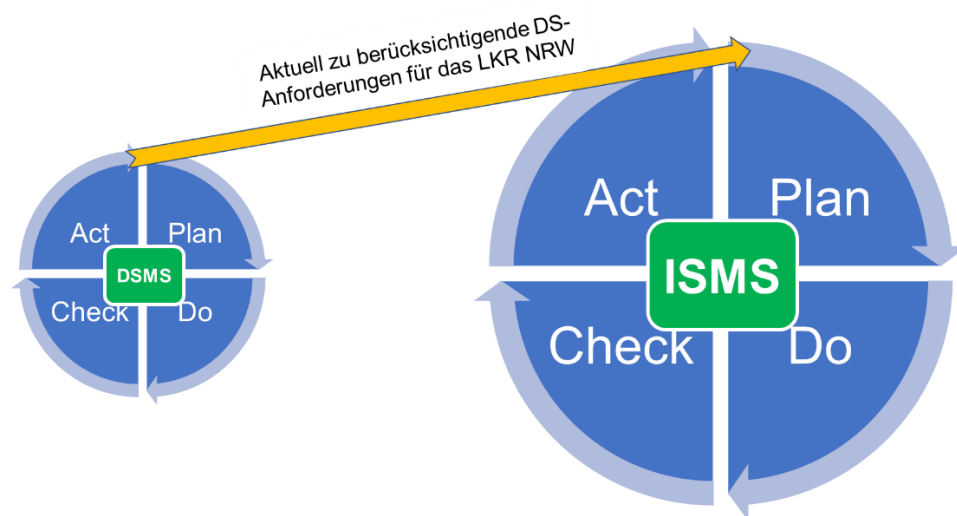 Aktuell zu berücksichtigende DS-
Anforderungen für das LKR NRW
Act
Plan
DSMS
Check
Do
Act
Plan
ISMS
Check
Do